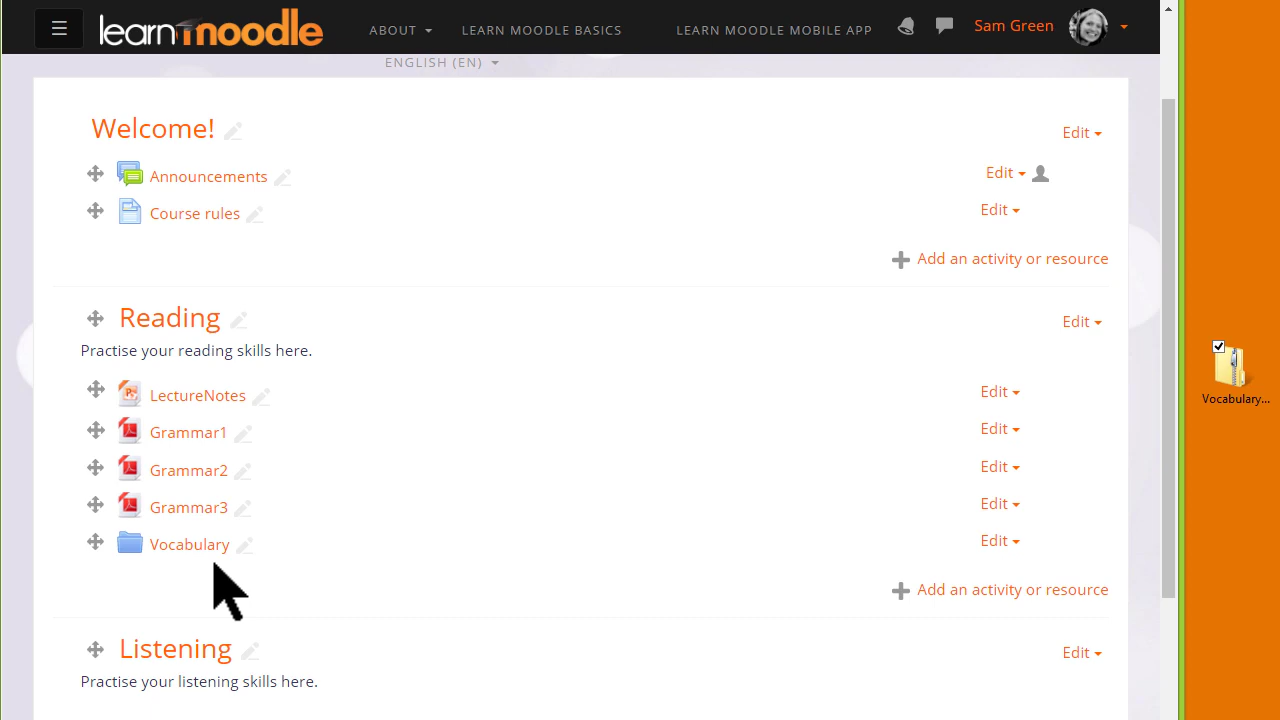 learn moodle
ABOUT
LEARN MOODLE BASICS
LEARN MOODLE MOBILE APP
Sam Green
ENGLISH (EN)
Welcome!
Edit
Announcements
Edit
Course rules
Edit
Add an activity or resource
Reading
Edit
Practise your reading skills here.
LectureNotes
Edit
Grammar1
Edit
Grammar2
Edit
Grammar3
Edit
Vocabulary
Edit
Add an activity or resource
Listening
Edit
Practise your listening skills here.
Vocabulary...